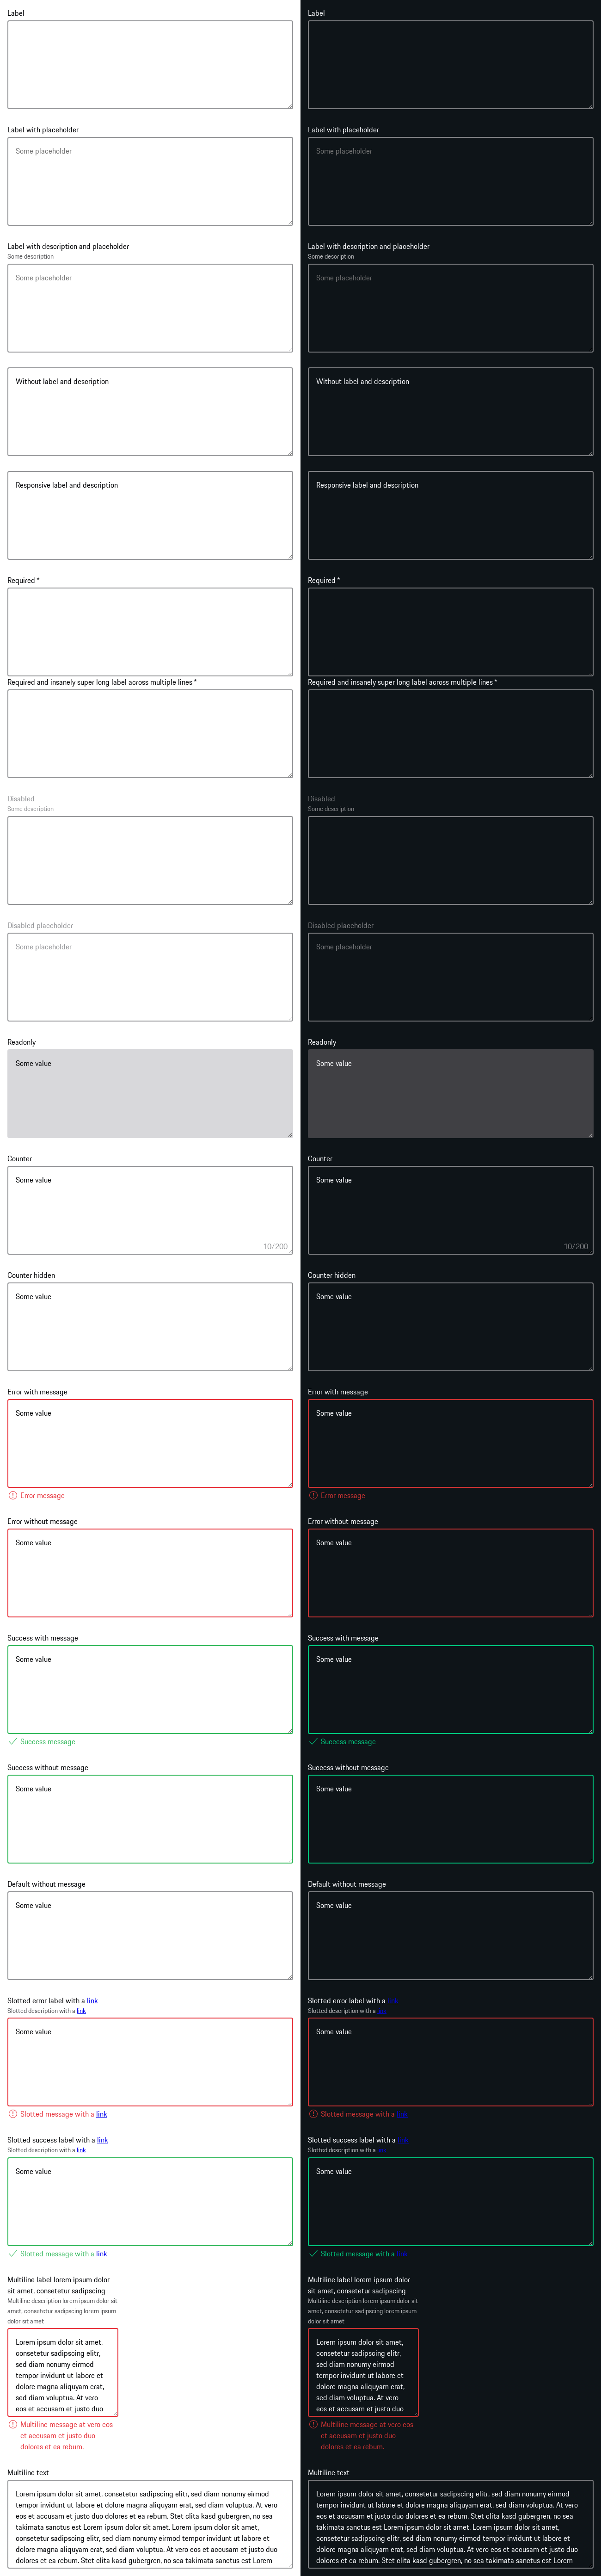 Label
Label with placeholder
Some placeholder
Label with description and placeholder
Some description
Some placeholder
Without label and description
Responsive label and description
Required *
Required and insanely super long label across multiple lines *
Disabled
Some description
Disabled placeholder
Some placeholder
Readonly
Some value
Counter
Some value
10/200
Counter hidden
Some value
Error with message
Some value
Error message
Error without message
Some value
Success with message
Some value
Success message
Success without message
Some value
Default without message
Some value
Slotted error label with a link
Slotted description with a link
Some value
Slotted message with a link
Slotted success label with a link
Slotted description with a link
Some value
Slotted message with a link
Multiline label lorem ipsum dolor
sit amet, consetetur sadipscing
Multiline description lorem ipsum dolor sit
amet, consetetur sadipscing lorem ipsum
dolor sit amet
Lorem ipsum dolor sit amet,
consetetur sadipscing elitr,
sed diam nonumy eirmod
tempor invidunt ut labore et
dolore magna aliquyam erat,
sed diam voluptua. At vero
eos et accusam et justo duo
Multiline message at vero eos
et accusam et justo duo
dolores et ea rebum.
Multiline text
Lorem ipsum dolor sit amet, consetetur sadipscing elitr, sed diam nonumy eirmod
tempor invidunt ut labore et dolore magna aliquyam erat, sed diam voluptua. At vero
eos et accusam et justo duo dolores et ea rebum. Stet clita kasd gubergren, no sea
takimata sanctus est Lorem ipsum dolor sit amet. Lorem ipsum dolor sit amet,
consetetur sadipscing elitr, sed diam nonumy eirmod tempor invidunt ut labore et
dolore magna aliquyam erat, sed diam voluptua. At vero eos et accusam et justo duo
dolores et ea rebum. Stet clita kasd gubergren, no sea takimata sanctus est Lorem
Label
Label with placeholder
Some placeholder
Label with description and placeholder
Some description
Some placeholder
Without label and description
Responsive label and description
Required *
Required and insanely super long label across multiple lines *
Disabled
Some description
Disabled placeholder
Some placeholder
Readonly
Some value
Counter
Some value
10/200
Counter hidden
Some value
Error with message
Some value
Error message
Error without message
Some value
Success with message
Some value
Success message
Success without message
Some value
Default without message
Some value
Slotted error label with a link
Slotted description with a link
Some value
Slotted message with a link
Slotted success label with a link
Slotted description with a link
Some value
Slotted message with a link
Multiline label lorem ipsum dolor
sit amet, consetetur sadipscing
Multiline description lorem ipsum dolor sit
amet, consetetur sadipscing lorem ipsum
dolor sit amet
Lorem ipsum dolor sit amet,
consetetur sadipscing elitr,
sed diam nonumy eirmod
tempor invidunt ut labore et
dolore magna aliquyam erat,
sed diam voluptua. At vero
eos et accusam et justo duo
Multiline message at vero eos
et accusam et justo duo
dolores et ea rebum.
Multiline text
Lorem ipsum dolor sit amet, consetetur sadipscing elitr, sed diam nonumy eirmod
tempor invidunt ut labore et dolore magna aliquyam erat, sed diam voluptua. At vero
eos et accusam et justo duo dolores et ea rebum. Stet clita kasd gubergren, no sea
takimata sanctus est Lorem ipsum dolor sit amet. Lorem ipsum dolor sit amet,
consetetur sadipscing elitr, sed diam nonumy eirmod tempor invidunt ut labore et
dolore magna aliquyam erat, sed diam voluptua. At vero eos et accusam et justo duo
dolores et ea rebum. Stet clita kasd gubergren, no sea takimata sanctus est Lorem